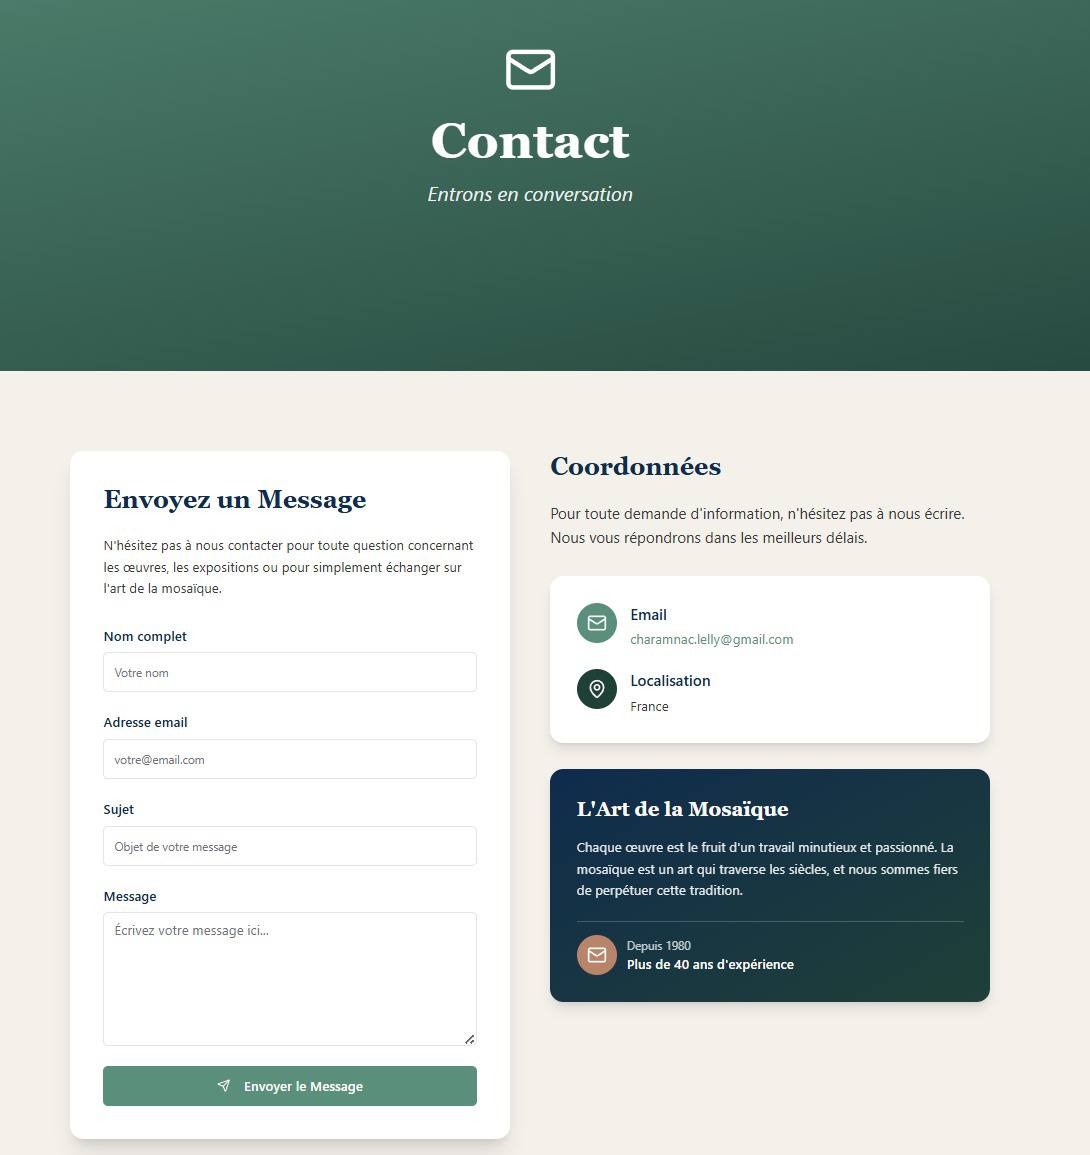 Contact
Entrons en conversation
Envoyez un Message
N'hésitez pas à nous contacter pour toute question concernant
les œuvres, les expositions ou pour simplement échanger sur
l'art de la mosaïque.
Nom complet
Votre nom
Adresse email
votre@email.com
Sujet
Objet de votre message
Message
Écrivez votre message ici...
Envoyer le Message
Coordonnées
Pour toute demande d'information, n'hésitez pas à nous écrire.
Nous vous répondrons dans les meilleurs délais.
Email
charamnac.lelly@gmail.com
Localisation
France
L'Art de la Mosaïque
Chaque œuvre est le fruit d'un travail minutieux et passionné. La
mosaïque est un art qui traverse les siècles, et nous sommes fiers
de perpétuer cette tradition.
Depuis 1980
Plus de 40 ans d'expérience